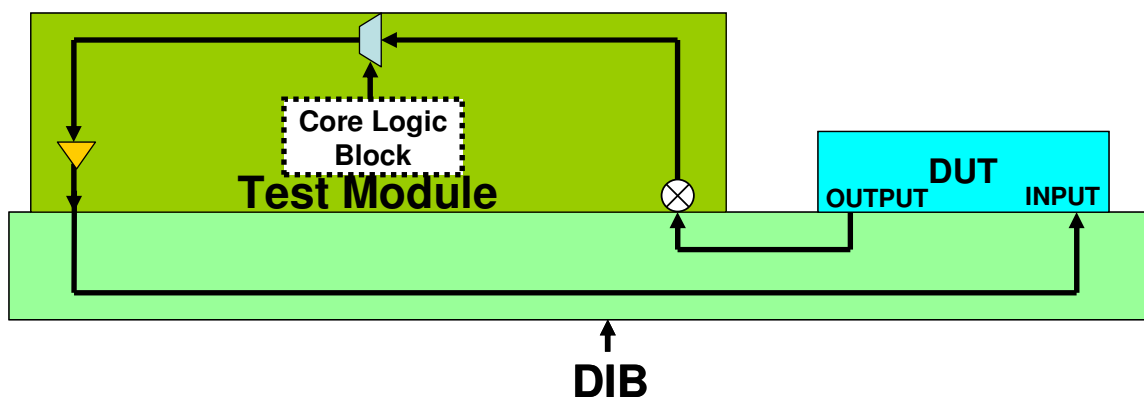 Core Logic
Block
Test Module
DUT
OUTPUT
INPUT
DIB